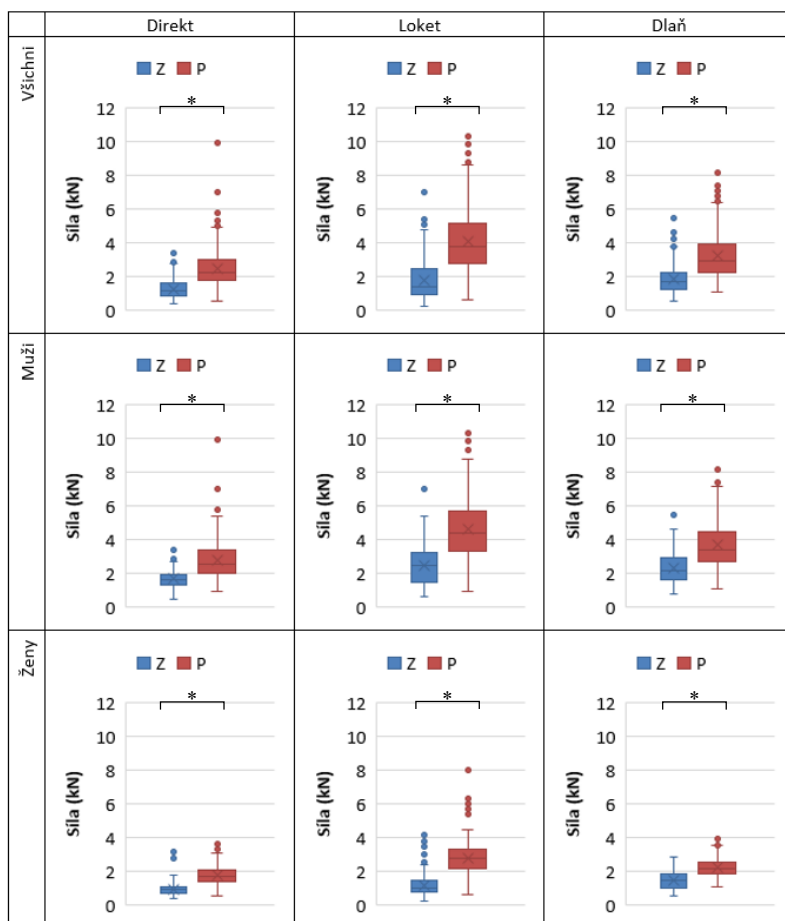 Direkt Loket Dlaň
Všichni
Z P Z P Z P
* * *
Síla (kN) Síla (kN) Síla (kN)
12 12 12
10 10 10
8 8 8
6 6 6
4 4 4
2 2 2
0 0 0
Muži
Z P Z P Z P
* * *
Síla (kN) Síla (kN) Síla (kN)
12 12 12
10 10 10
8 8 8
6 6 6
4 4 4
2 2 2
0 0 0
Ženy
Z P Z P Z P
* * *
Síla (kN) Síla (kN) Síla (kN)
12 12 12
10 10 10
8 8 8
6 6 6
4 4 4
2 2 2
0 0 0